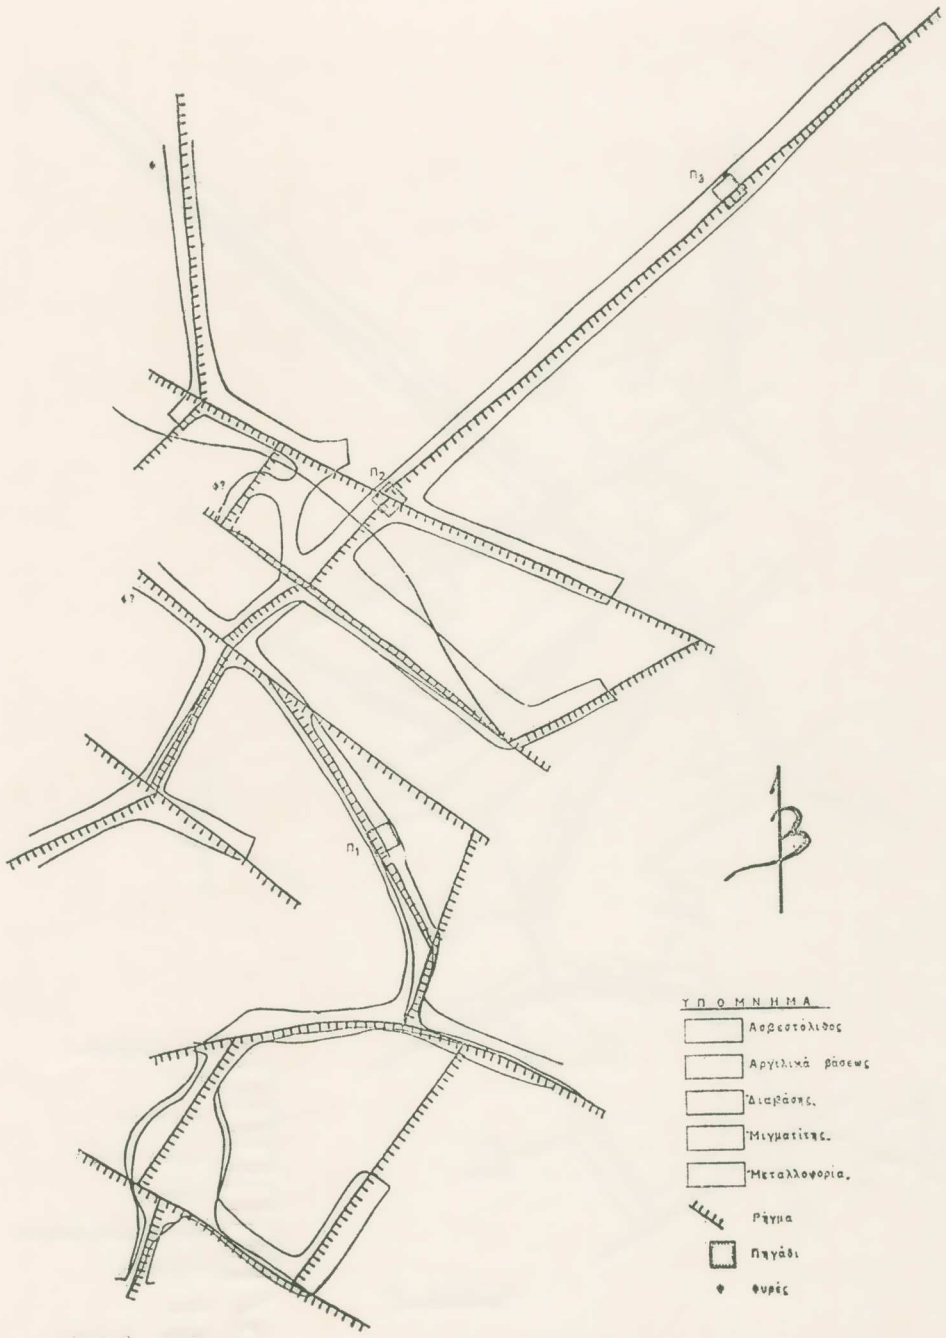 Π3
Π2
φ?
φ?
Π1
ΥΠΟΜΝΗΜΑ
Ασβεστόλιθος
Αργιλικά βάσεως
Διαβάσης.
Μιγματίτης.
Μεταλλοφορία.
Ρήγμα
Πηγάδι
φυρές